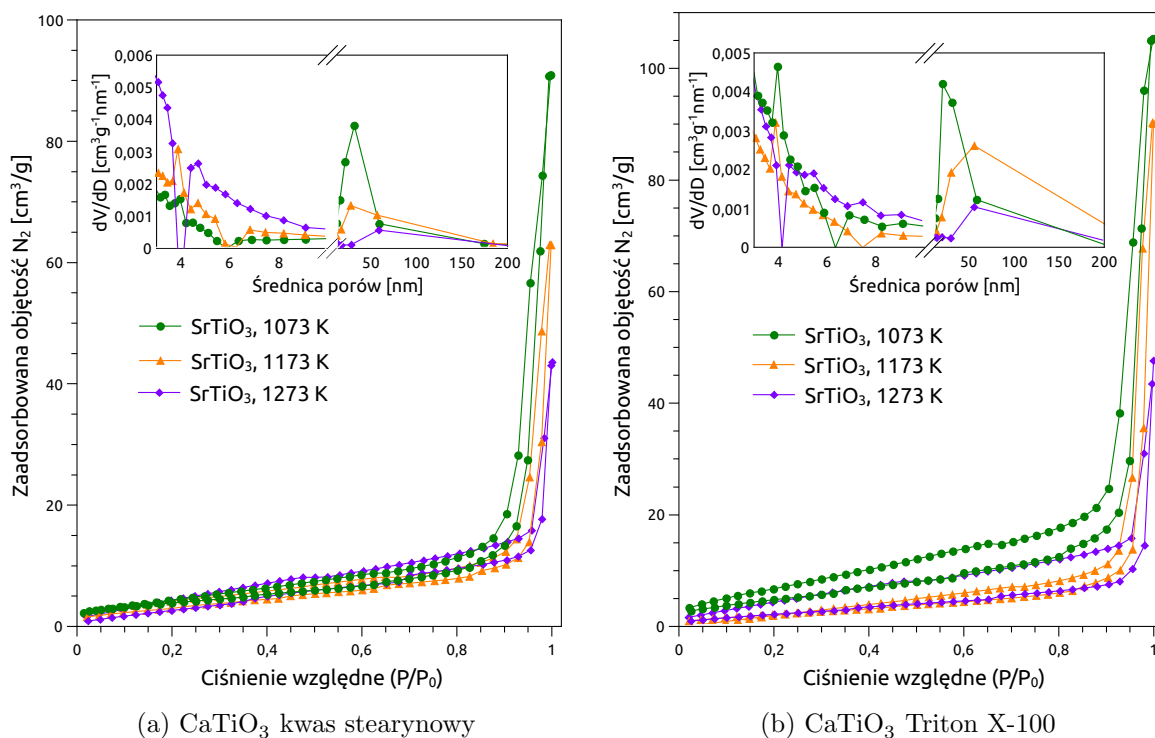 100
80
60
40
20
0
Zaadsorbowana objętość N₂ [cm³/g]
0,006
0,005
0,004
0,003
0,002
0,001
0
dV/dD [cm³g⁻¹nm⁻¹]
4 6 8 50 100 150 200
Średnica porów [nm]
SrTiO₃, 1073 K
SrTiO₃, 1173 K
SrTiO₃, 1273 K
0 0,2 0,4 0,6 0,8 1
Ciśnienie względne (P/P₀)
(a) CaTiO₃ kwas stearynowy
100
80
60
40
20
0
Zaadsorbowana objętość N₂ [cm³/g]
0,005
0,004
0,003
0,002
0,001
0
dV/dD [cm³g⁻¹nm⁻¹]
4 6 8 50 100 150 200
Średnica porów [nm]
SrTiO₃, 1073 K
SrTiO₃, 1173 K
SrTiO₃, 1273 K
0 0,2 0,4 0,6 0,8 1
Ciśnienie względne (P/P₀)
(b) CaTiO₃ Triton X-100